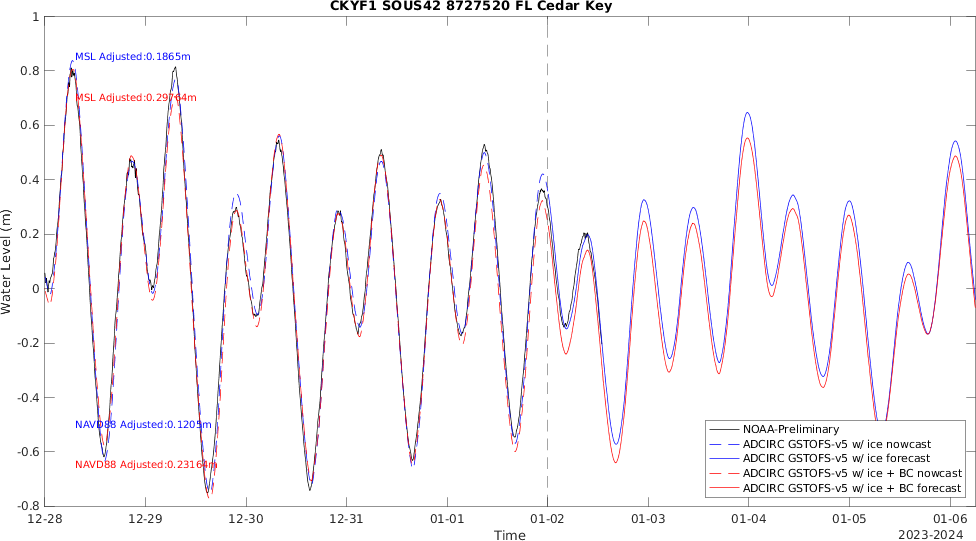 CKYF1 SOUS42 8727520 FL Cedar Key
1
0.8
0.6
0.4
0.2
0
-0.2
-0.4
-0.6
-0.8
Water Level (m)
MSL Adjusted:0.1865m
MSL Adjusted:0.29764m
NAVD88 Adjusted:0.1205m
NAVD88 Adjusted:0.23164m
NOAA-Preliminary
ADCIRC GSTOFS-v5 w/ ice nowcast
ADCIRC GSTOFS-v5 w/ ice forecast
ADCIRC GSTOFS-v5 w/ ice + BC nowcast
ADCIRC GSTOFS-v5 w/ ice + BC forecast
12-28 12-29 12-30 12-31 01-01 01-02 01-03 01-04 01-05 01-06
Time
2023-2024